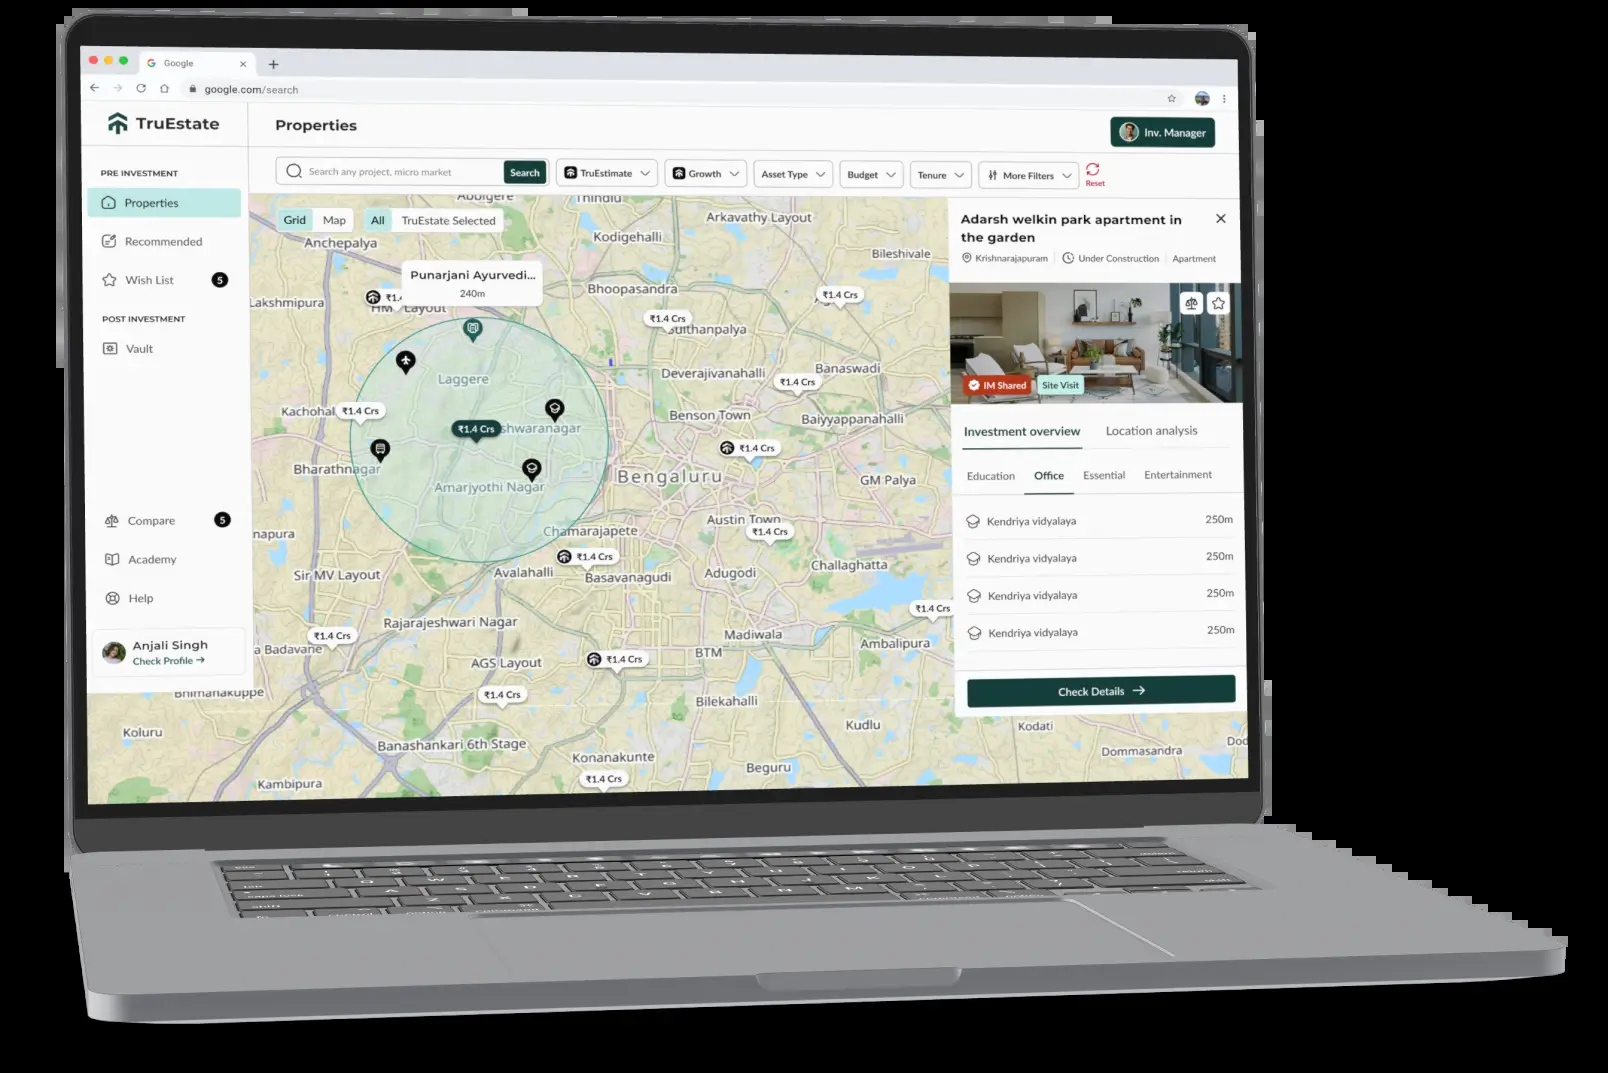 Google
google.com/search
TruEstate
Properties
Inv. Manager
PRE INVESTMENT
Properties
Recommended
Wish List 5
POST INVESTMENT
Vault
Compare 5
Academy
Help
Anjali Singh
Check Profile →
Search any project, micro market
Search
TruEstimate
Growth
Asset Type
Budget
Tenure
More Filters
Reset
Grid
Map
All
TruEstate Selected
Abbigere
Thindlu
Arkavathy Layout
Anchepalya
Kodigehalli
Bileshivale
Punarjani Ayurvedi...
240m
Lakshmipura
₹1.4
HMT Layout
Bhoopasandra
₹1.4 Crs
₹1.4 Crs
Sulthanpalya
Laggere
Deverajivanahalli
Banaswadi
₹1.4 Crs
Kachohal
₹1.4 Crs
Benson Town
Baiyyappanahalli
₹1.4 Crs
shwaranagar
₹1.4 Crs
Bharathnagar
Bengaluru
GM Palya
Amarjyothi Nagar
Austin Town
₹1.4 Crs
napura
Chamarajapete
₹1.4 Crs
Challaghatta
Sir MV Layout
Avalahalli
Basavanagudi
Adugodi
₹1.4 Crs
Rajarajeshwari Nagar
₹1.4 Crs
a Badavane
Madiwala
Ambalipura
AGS Layout
₹1.4 Crs
BTM
₹1.4 Crs
Bhimanakuppe
Bilekahalli
Koluru
Kudlu
Kodati
Banashankari 6th Stage
Konanakunte
Dommasandra
Dod
₹1.4 Crs
Beguru
Kambipura
Adarsh welkin park apartment in
the garden
Krishnarajapuram
Under Construction
Apartment
IM Shared
Site Visit
Investment overview
Location analysis
Education
Office
Essential
Entertainment
Kendriya vidyalaya 250m
Kendriya vidyalaya 250m
Kendriya vidyalaya 250m
Kendriya vidyalaya 250m
Check Details →